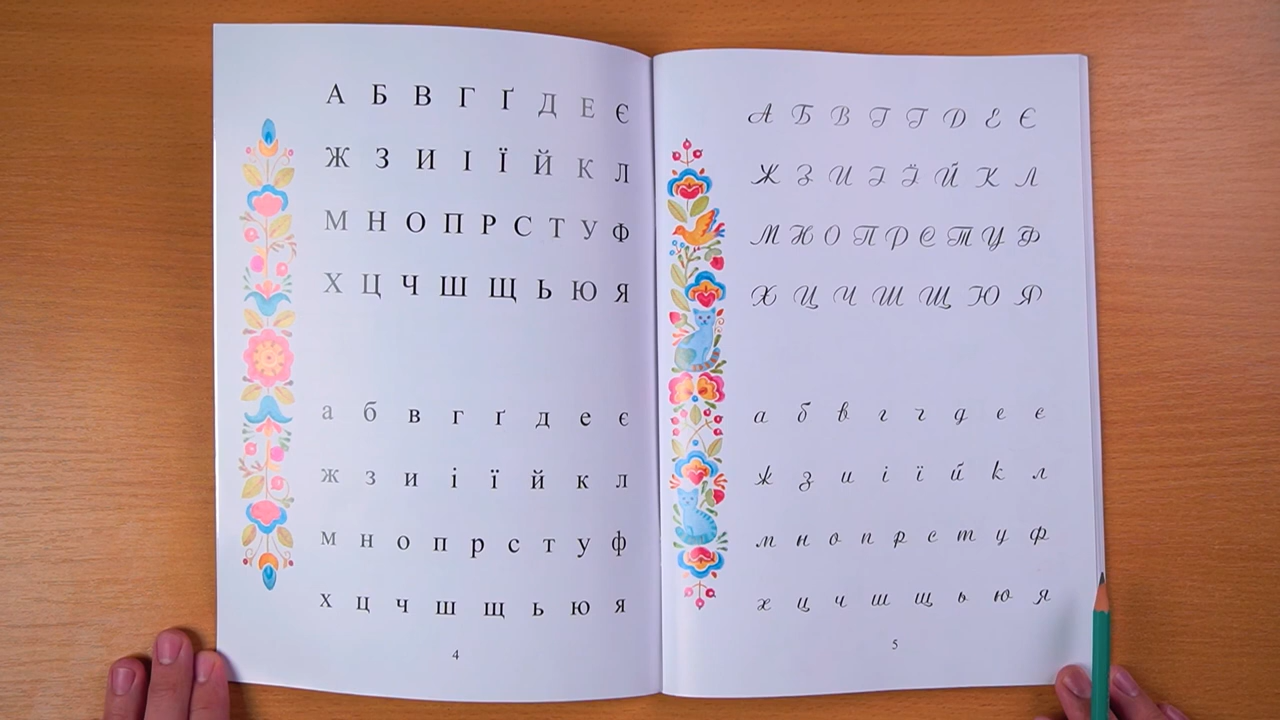 А Б В Г Ґ Д Е Є
Ж З И І Ї Й К Л
М Н О П Р С Т У Ф
Х Ц Ч Ш Щ Ь Ю Я
а б в г ґ д е є
ж з и і ї й к л
м н о п р с т у ф
х ц ч ш щ ь ю я
4
А Б В Г Ґ Д Е Є
Ж З И І Ї Й К Л
М Н О П Р С Т У Ф
Х Ц Ч Ш Щ Ю Я
а б в г ґ д е є
ж з и і ї й к л
м н о п р с т у ф
х ц ч ш щ ь ю я
5